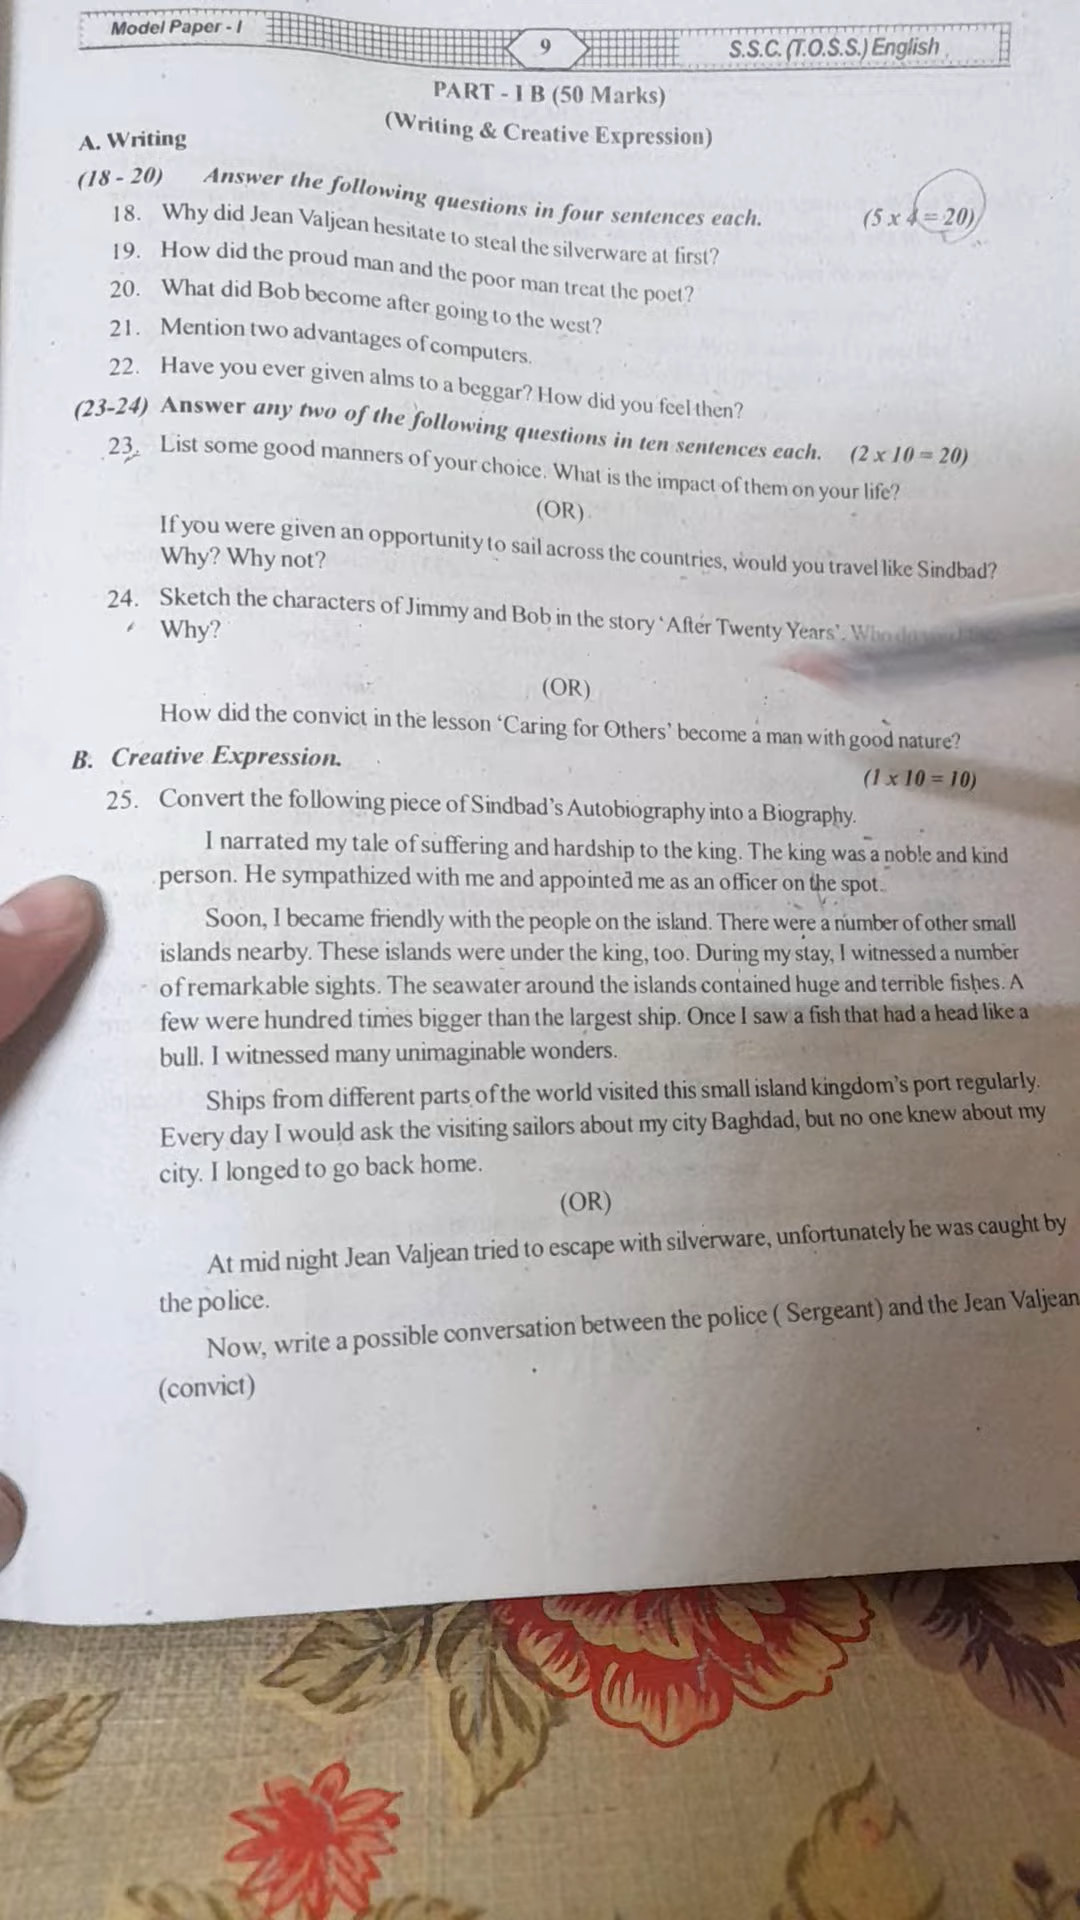 Model Paper - I
9
S.S.C. (T.O.S.S.) English
PART - I B (50 Marks)
(Writing & Creative Expression)
A. Writing
(18 - 20) Answer the following questions in four sentences each. (5 x 4 = 20)
18. Why did Jean Valjean hesitate to steal the silverware at first?
19. How did the proud man and the poor man treat the poet?
20. What did Bob become after going to the west?
21. Mention two advantages of computers.
22. Have you ever given alms to a beggar? How did you feel then?
(23-24) Answer any two of the following questions in ten sentences each. (2 x 10 = 20)
23. List some good manners of your choice. What is the impact of them on your life?
(OR)
If you were given an opportunity to sail across the countries, would you travel like Sindbad?
Why? Why not?
24. Sketch the characters of Jimmy and Bob in the story 'After Twenty Years'. Who do
Why?
(OR)
How did the convict in the lesson 'Caring for Others' become a man with good nature?
B. Creative Expression.
(1 x 10 = 10)
25. Convert the following piece of Sindbad's Autobiography into a Biography.
I narrated my tale of suffering and hardship to the king. The king was a noble and kind
person. He sympathized with me and appointed me as an officer on the spot.
Soon, I became friendly with the people on the island. There were a number of other small
islands nearby. These islands were under the king, too. During my stay, I witnessed a number
of remarkable sights. The seawater around the islands contained huge and terrible fishes. A
few were hundred times bigger than the largest ship. Once I saw a fish that had a head like a
bull. I witnessed many unimaginable wonders.
Ships from different parts of the world visited this small island kingdom's port regularly.
Every day I would ask the visiting sailors about my city Baghdad, but no one knew about my
city. I longed to go back home.
(OR)
At mid night Jean Valjean tried to escape with silverware, unfortunately he was caught by
the police.
Now, write a possible conversation between the police ( Sergeant) and the Jean Valjean
(convict)